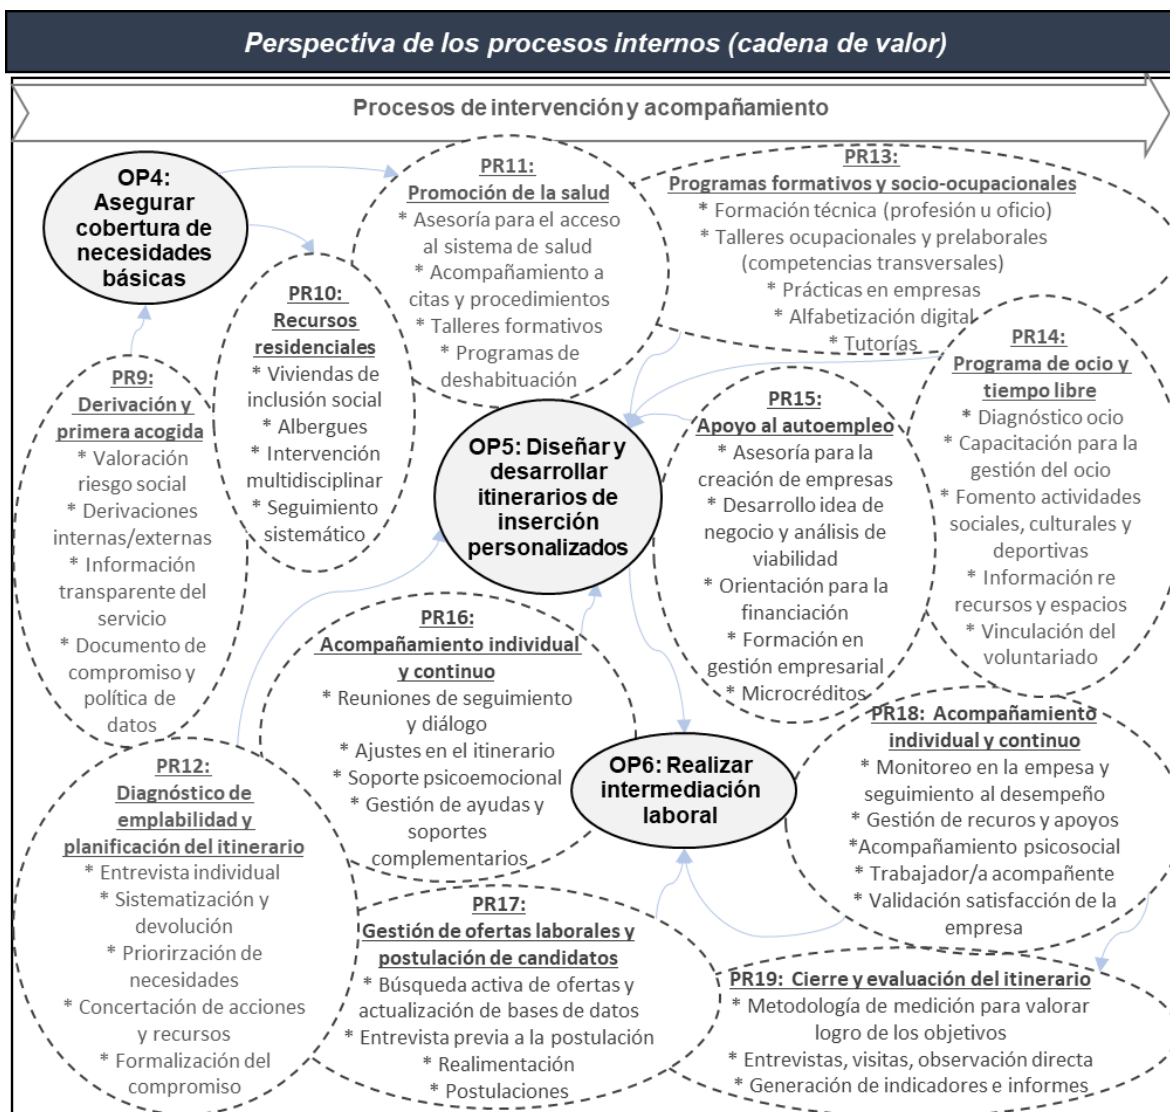 Perspectiva de los procesos internos (cadena de valor)
Procesos de intervención y acompañamiento
OP4:
Asegurar
cobertura de
necesidades
básicas
PR11:
Promoción de la salud
* Asesoría para el acceso
al sistema de salud
* Acompañamiento a
citas y procedimientos
* Talleres formativos
* Programas de
deshabituación
PR13:
Programas formativos y socio-ocupacionales
* Formación técnica (profesión u oficio)
* Talleres ocupacionales y prelaborales
(competencias transversales)
* Prácticas en empresas
* Alfabetización digital
* Tutorías
PR10:
Recursos
residenciales
* Viviendas de
inclusión social
* Albergues
* Intervención
multidisciplinar
* Seguimiento
sistemático
PR9:
Derivación y
primera acogida
* Valoración
riesgo social
* Derivaciones
internas/externas
* Información
transparente del
servicio
* Documento de
compromiso y
política de
datos
OP5: Diseñar y
desarrollar
itinerarios de
inserción
personalizados
PR15:
Apoyo al autoempleo
* Asesoría para la
creación de empresas
* Desarrollo idea de
negocio y análisis de
viabilidad
* Orientación para la
financiación
* Formación en
gestión empresarial
* Microcréditos
PR14:
Programa de ocio y
tiempo libre
* Diagnóstico ocio
* Capacitación para la
gestión del ocio
* Fomento actividades
sociales, culturales y
deportivas
* Información re
recursos y espacios
* Vinculación del
voluntariado
PR16:
Acompañamiento individual
y continuo
* Reuniones de seguimiento
y diálogo
* Ajustes en el itinerario
* Soporte psicoemocional
* Gestión de ayudas y
soportes
complementarios
OP6: Realizar
intermediación
laboral
PR18: Acompañamiento
individual y continuo
* Monitoreo en la empesa y
seguimiento al desempeño
* Gestión de recuros y apoyos
*Acompañamiento psicosocial
* Trabajador/a acompañente
* Validación satisfacción de la
empresa
PR12:
Diagnóstico de
emplabilidad y
planificación del itinerario
* Entrevista individual
* Sistematización y
devolución
* Priorirzación de
necesidades
* Concertación de acciones
y recursos
* Formalización del
compromiso
PR17:
Gestión de ofertas laborales y
postulación de candidatos
* Búsqueda activa de ofertas y
actualización de bases de datos
* Entrevista previa a la postulación
* Realimentación
* Postulaciones
PR19: Cierre y evaluación del itinerario
* Metodología de medición para valorar
logro de los objetivos
* Entrevistas, visitas, observación directa
* Generación de indicadores e informes